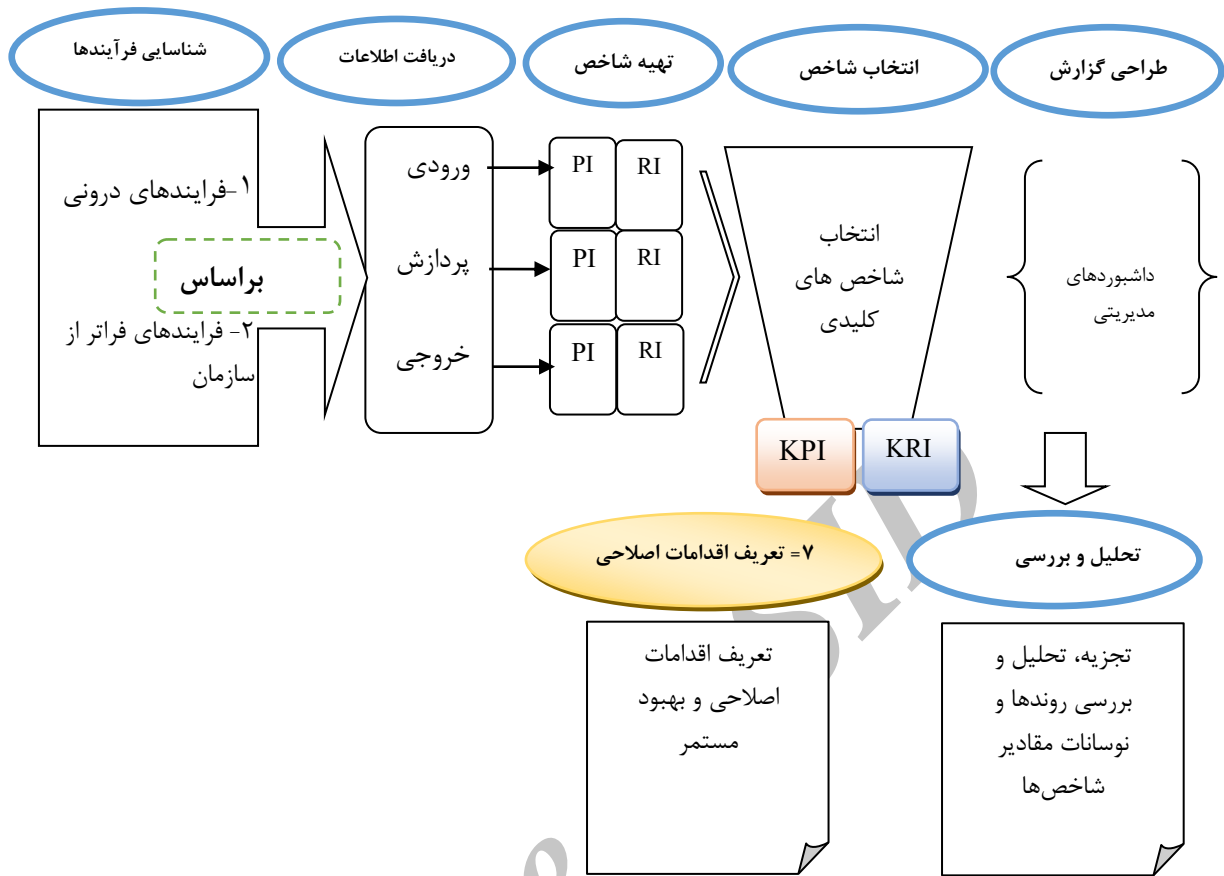 شناسایی فرآیندها
دریافت اطلاعات
تهیه شاخص
انتخاب شاخص
طراحی گزارش
۱-فرایندهای درونی
براساس
۲- فرایندهای فراتر از
سازمان
ورودی
پردازش
خروجی
PI RI
PI RI
PI RI
انتخاب
شاخص های
کلیدی
KPI KRI
داشبوردهای
مدیریتی
تحلیل و بررسی
تجزیه، تحلیل و
بررسی روندها و
نوسانات مقادیر
شاخص‌ها
۷= تعریف اقدامات اصلاحی
تعریف اقدامات
اصلاحی و بهبود
مستمر
SID